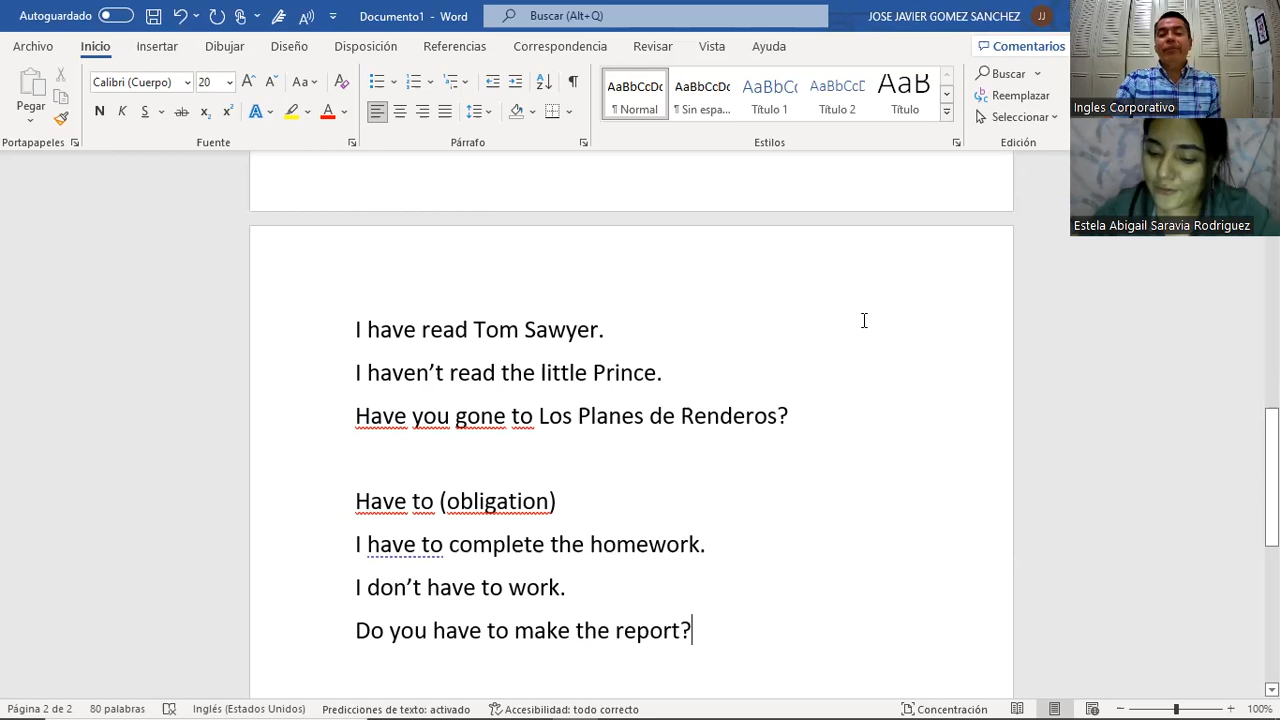 Autoguardado
Documento1 - Word
Buscar (Alt+Q)
JOSE JAVIER GOMEZ SANCHEZ
JJ
Archivo Inicio Insertar Dibujar Diseño Disposición Referencias Correspondencia Revisar Vista Ayuda
Comentarios
Pegar
Calibri (Cuerpo) 20
Aa
N K S ab x₂ x²
AaBbCcDc AaBbCcDc AaBbCc AaBbCcD AaB
¶ Normal ¶ Sin espa... Título 1 Título 2 Título
Buscar
Reemplazar
Seleccionar
Portapapeles Fuente Párrafo Estilos Edición
Ingles Corporativo
Estela Abigail Saravia Rodriguez
I have read Tom Sawyer.
I haven’t read the little Prince.
Have you gone to Los Planes de Renderos?
Have to (obligation)
I have to complete the homework.
I don’t have to work.
Do you have to make the report?
Página 2 de 2 80 palabras Inglés (Estados Unidos) Predicciones de texto: activado Accesibilidad: todo correcto Concentración 100%